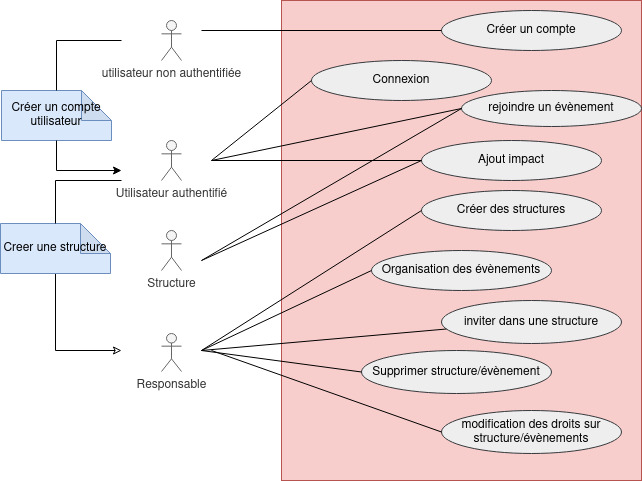 Créer un compte
utilisateur non authentifiée
Connexion
Créer un compte
utilisateur
rejoindre un évènement
Ajout impact
Utilisateur authentifié
Créer des structures
Creer une structure
Organisation des évènements
Structure
inviter dans une structure
Supprimer structure/évènement
Responsable
modification des droits sur
structure/évènements